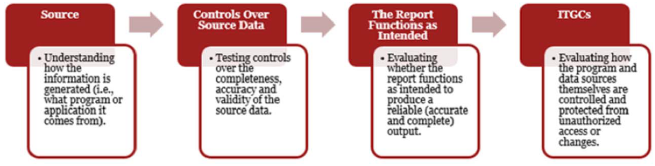 Source
• Understanding
how the
information is
generated (i.e.,
what program or
application it
comes from).
Controls Over
Source Data
• Testing controls
over the
completeness,
accuracy and
validity of the
source data.
The Report
Functions as
Intended
• Evaluating
whether the
report functions
as intended to
produce a
reliable (accurate
and complete)
output.
ITGCs
• Evaluating how
the program and
data sources
themselves are
controlled and
protected from
unauthorized
access or
changes.